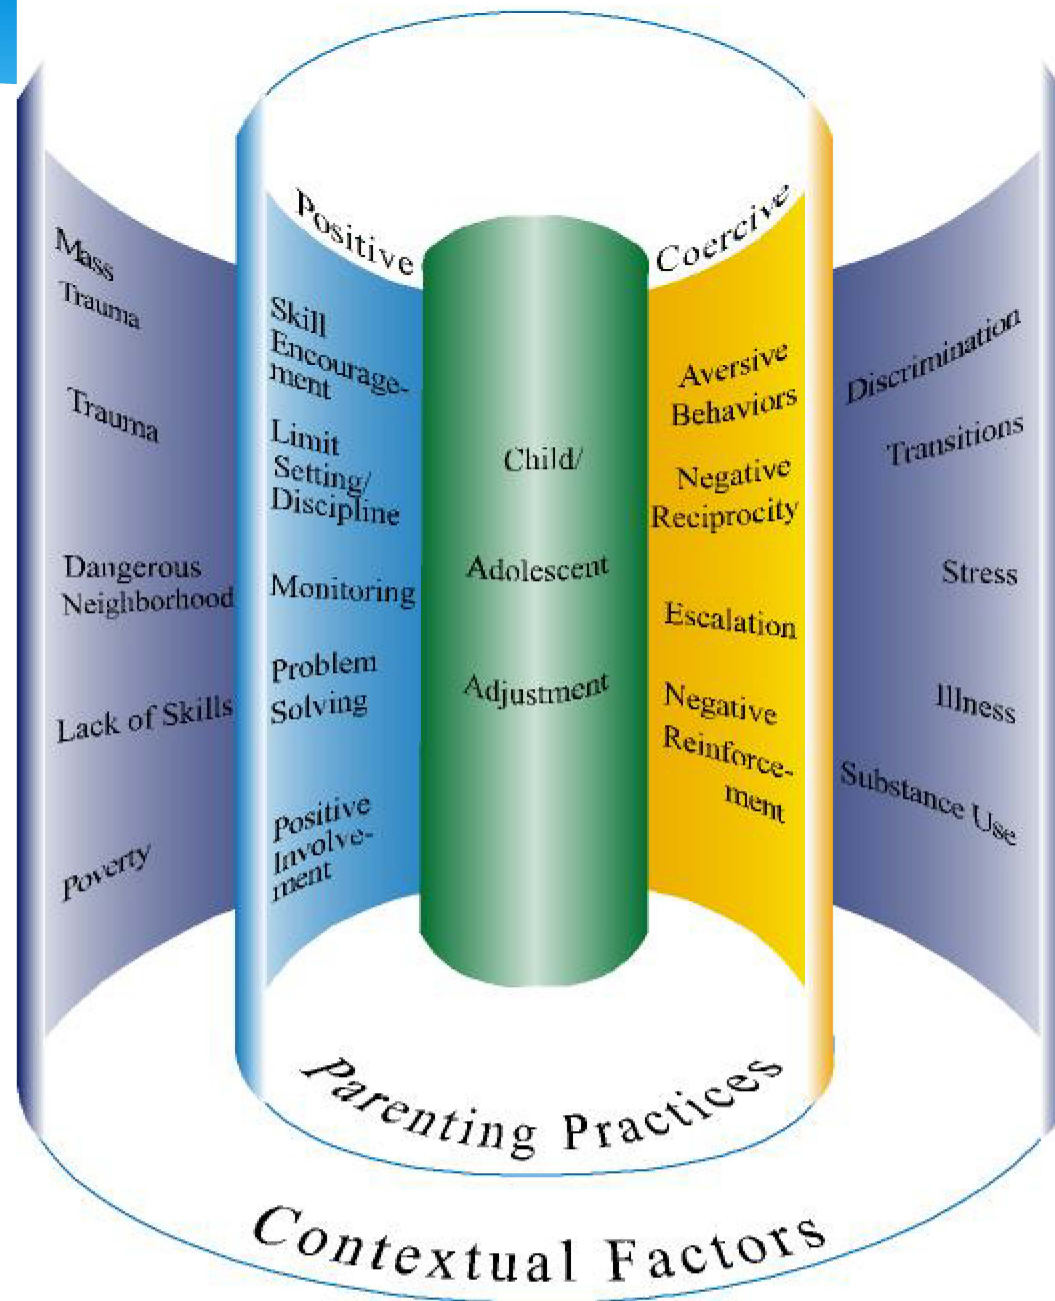 Mass
Trauma
Trauma
Dangerous
Neighborhood
Lack of Skills
Poverty
Positive
Skill
Encourage-
ment
Limit
Setting/
Discipline
Monitoring
Problem
Solving
Positive
Involve-
ment
Child/
Adolescent
Adjustment
Coercive
Aversive
Behaviors
Negative
Reciprocity
Escalation
Negative
Reinforce-
ment
Discrimination
Transitions
Stress
Illness
Substance Use
Parenting Practices
Contextual Factors